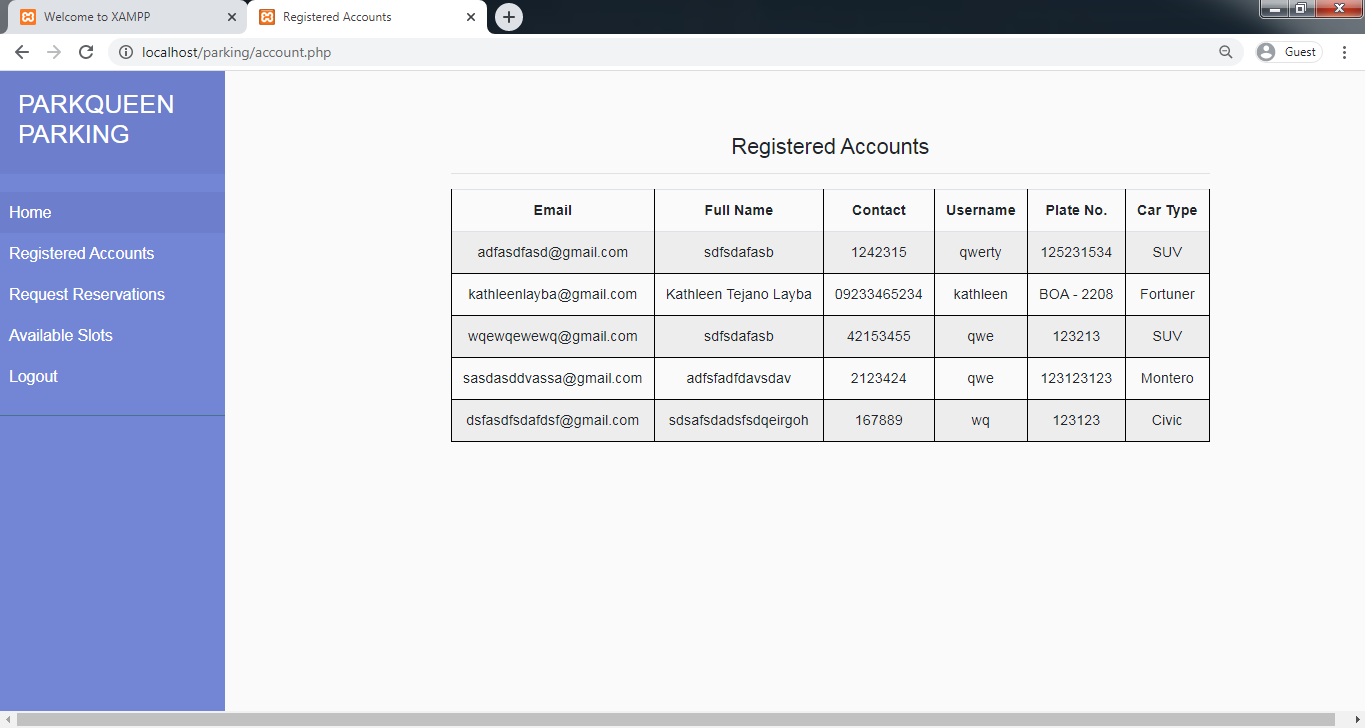 Welcome to XAMPP
Registered Accounts
localhost/parking/account.php
Guest
PARKQUEEN
PARKING
Home
Registered Accounts
Request Reservations
Available Slots
Logout
Registered Accounts
Email Full Name Contact Username Plate No. Car Type
adfasdfasd@gmail.com sdfsdafasb 1242315 qwerty 125231534 SUV
kathleenlayba@gmail.com Kathleen Tejano Layba 09233465234 kathleen BOA - 2208 Fortuner
wqewqewewq@gmail.com sdfsdafasb 42153455 qwe 123213 SUV
sasdasddvassa@gmail.com adfsfadfdavsdav 2123424 qwe 123123123 Montero
dsfasdfsdafdsf@gmail.com sdsafsdadsfsdqeirgoh 167889 wq 123123 Civic